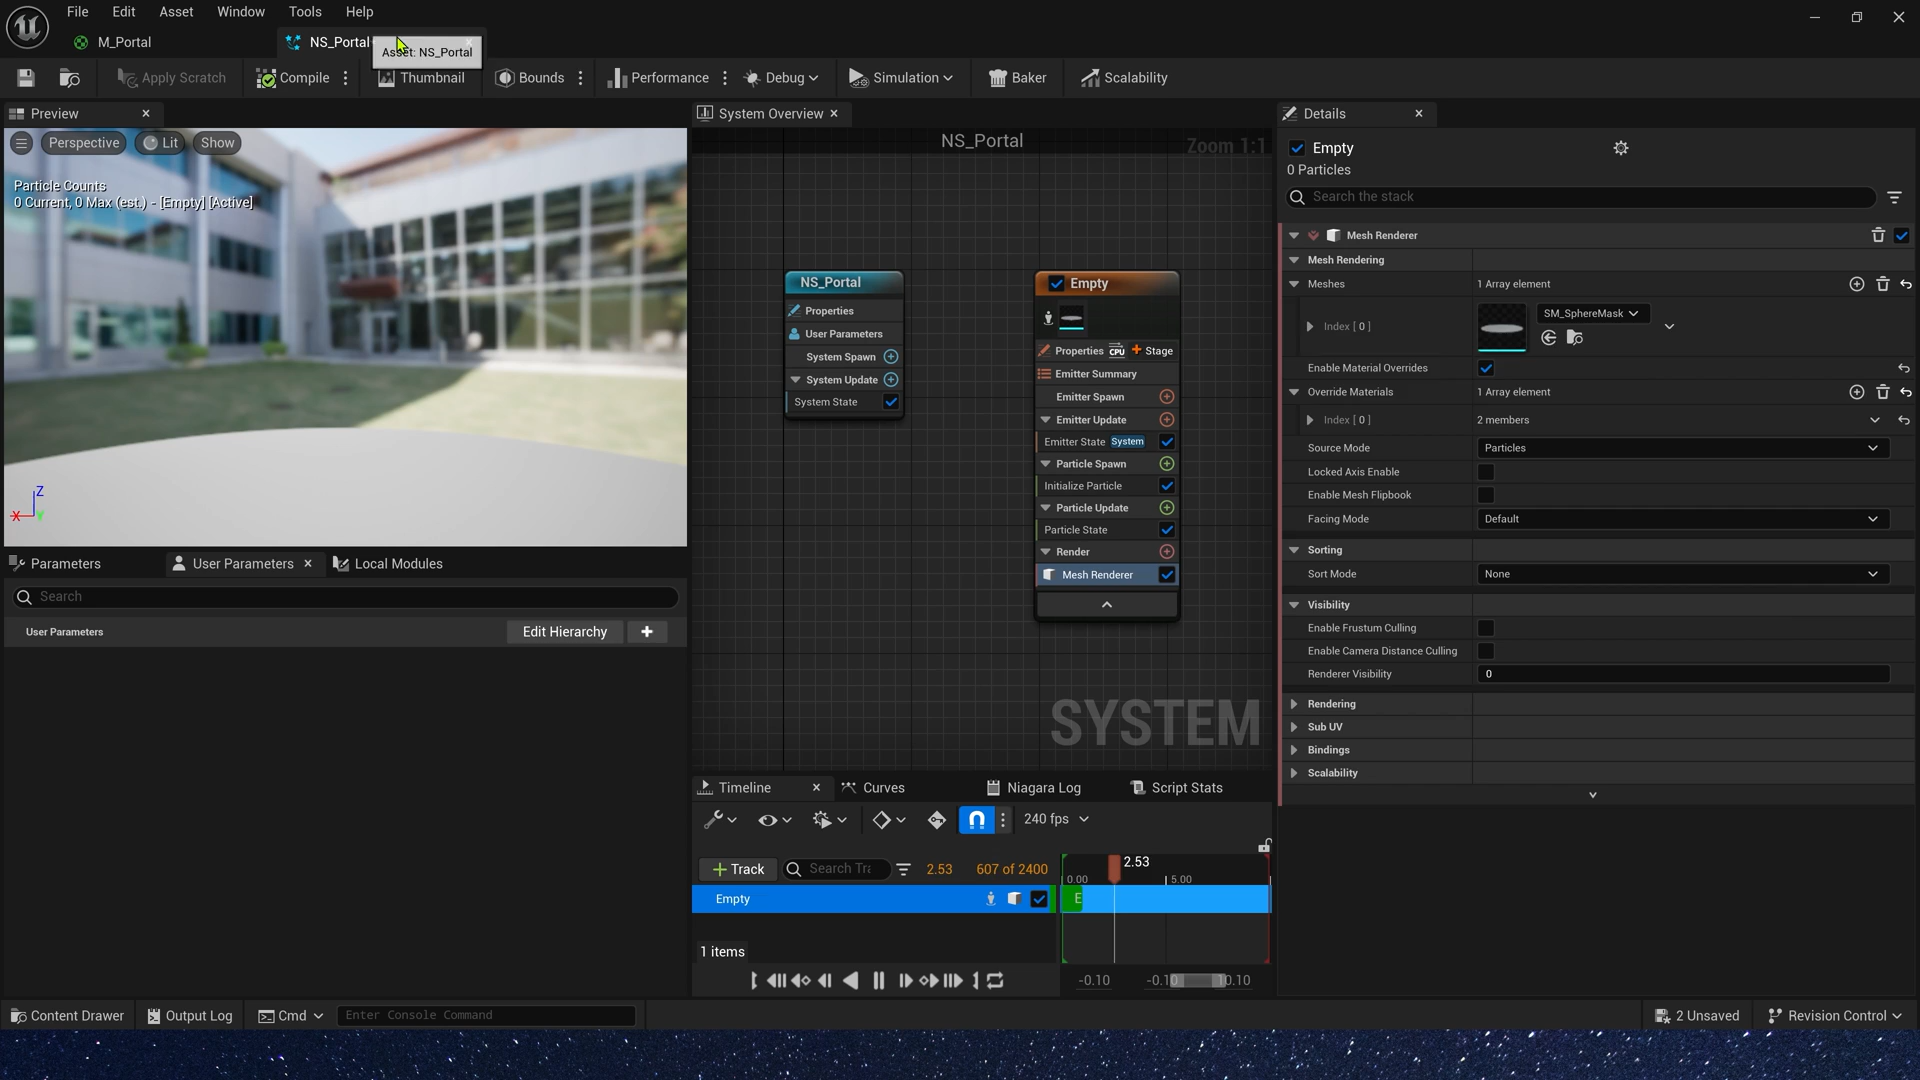 File Edit Asset Window Tools Help
M_Portal
NS_Portal
Asset: NS_Portal
Apply Scratch
Compile
Thumbnail
Bounds
Performance
Debug
Simulation
Baker
Scalability
Preview
Perspective
Lit
Show
Particle Counts
0 Current, 0 Max (est.) - [Empty] [Active]
Z
X
Y
Parameters
User Parameters
Local Modules
Search
User Parameters
Edit Hierarchy
System Overview
NS_Portal
Zoom 1:1
NS_Portal
Properties
User Parameters
System Spawn
System Update
System State
Empty
Properties
CPU
Stage
Emitter Summary
Emitter Spawn
Emitter Update
Emitter State System
Particle Spawn
Initialize Particle
Particle Update
Particle State
Render
Mesh Renderer
SYSTEM
Timeline
Curves
Niagara Log
Script Stats
240 fps
Track
Search Tr
2.53
607 of 2400
2.53
0.00
5.00
Empty
E
1 items
-0.10
-0.10
10.10
Details
Empty
0 Particles
Search the stack
Mesh Renderer
Mesh Rendering
Meshes
1 Array element
Index [ 0 ]
SM_SphereMask
Enable Material Overrides
Override Materials
1 Array element
Index [ 0 ]
2 members
Source Mode
Particles
Locked Axis Enable
Enable Mesh Flipbook
Facing Mode
Default
Sorting
Sort Mode
None
Visibility
Enable Frustum Culling
Enable Camera Distance Culling
Renderer Visibility
0
Rendering
Sub UV
Bindings
Scalability
Content Drawer
Output Log
Cmd
Enter Console Command
2 Unsaved
Revision Control